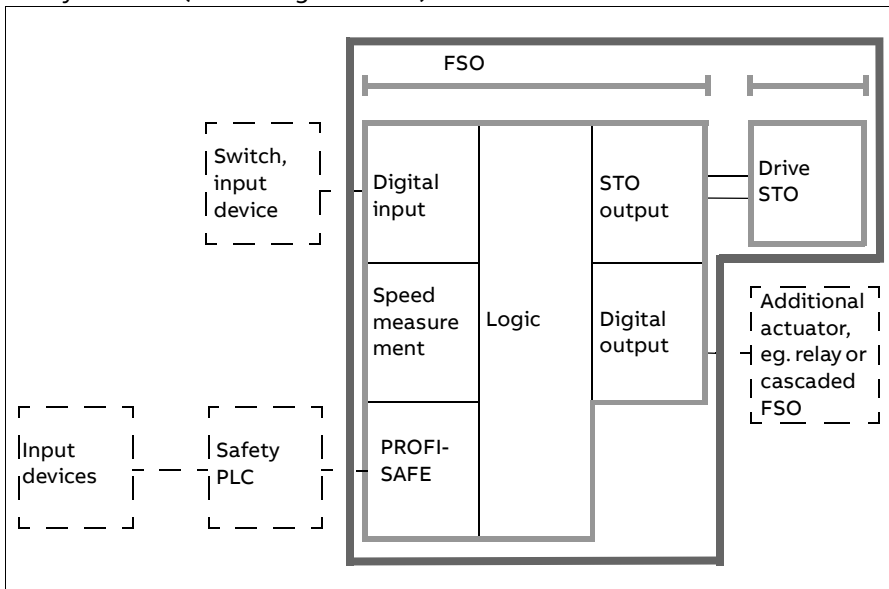 FSO
Switch,
input
device
Digital
input
STO
output
Drive
STO
Speed
measure
ment
Logic
Digital
output
Additional
actuator,
eg. relay or
cascaded
FSO
Input
devices
Safety
PLC
PROFI-
SAFE